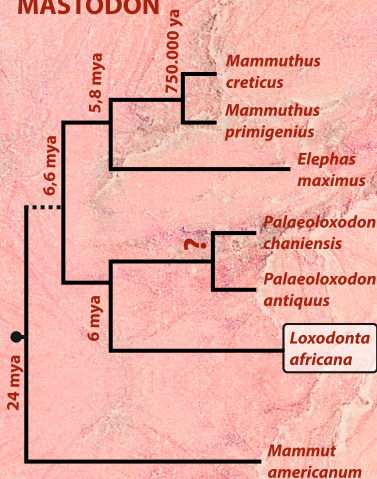 MASTODON
750.000 ya
Mammuthus
creticus
5,8 mya
Mammuthus
primigenius
Elephas
maximus
6,6 mya
Palaeoloxodon
chaniensis
?
Palaeoloxodon
antiquus
6 mya
Loxodonta
africana
24 mya
Mammut
americanum